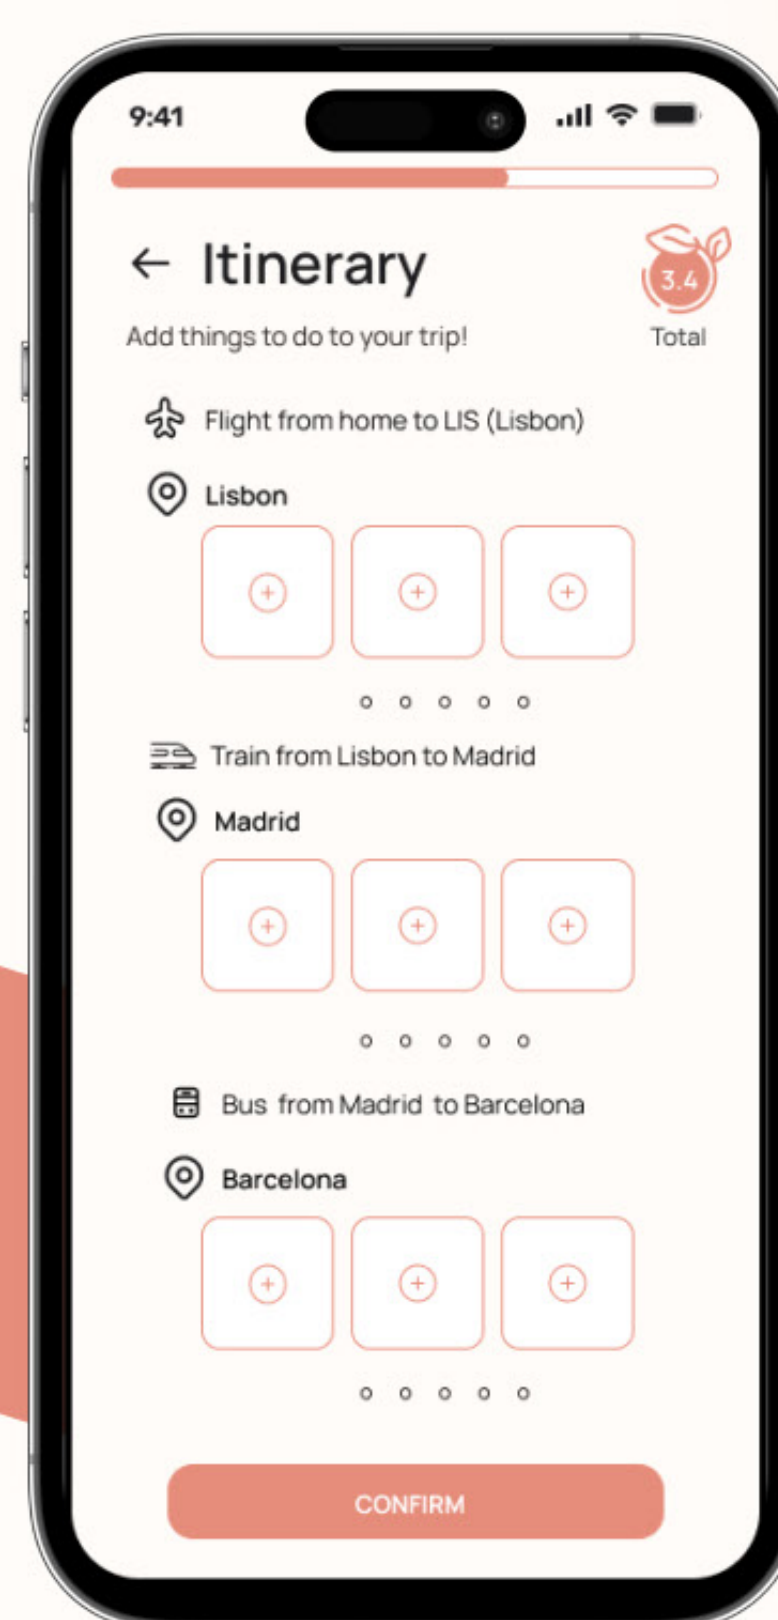 9:41
Itinerary
3.4
Add things to do to your trip!
Total
Flight from home to LIS (Lisbon)
Lisbon
Train from Lisbon to Madrid
Madrid
Bus from Madrid to Barcelona
Barcelona
CONFIRM